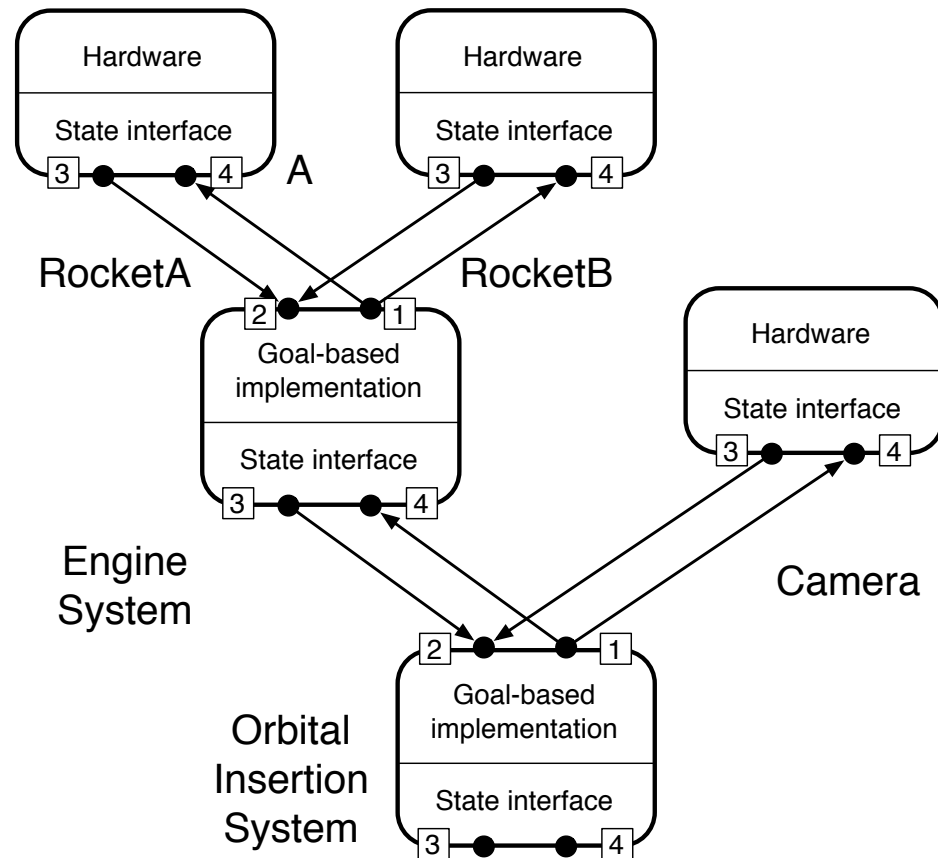 Hardware
State interface
3
4
A
RocketA
Hardware
State interface
3
4
RocketB
2
1
Goal-based
implementation
State interface
3
4
Engine
System
Hardware
State interface
3
4
Camera
2
1
Goal-based
implementation
State interface
3
4
Orbital
Insertion
System